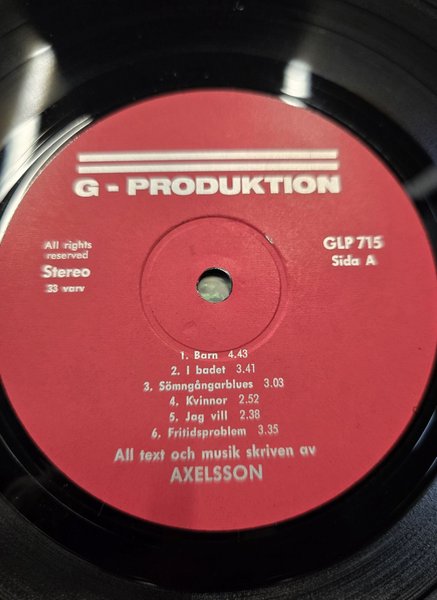 G - PRODUKTION
All rights
reserved
Stereo
33 varv
GLP 715
Sida A
1. Barn 4.43
2. I badet 3.41
3. Sömngångarblues 3.03
4. Kvinnor 2.52
5. Jag vill 2.38
6. Fritidsproblem 3.35
All text och musik skriven av
AXELSSON